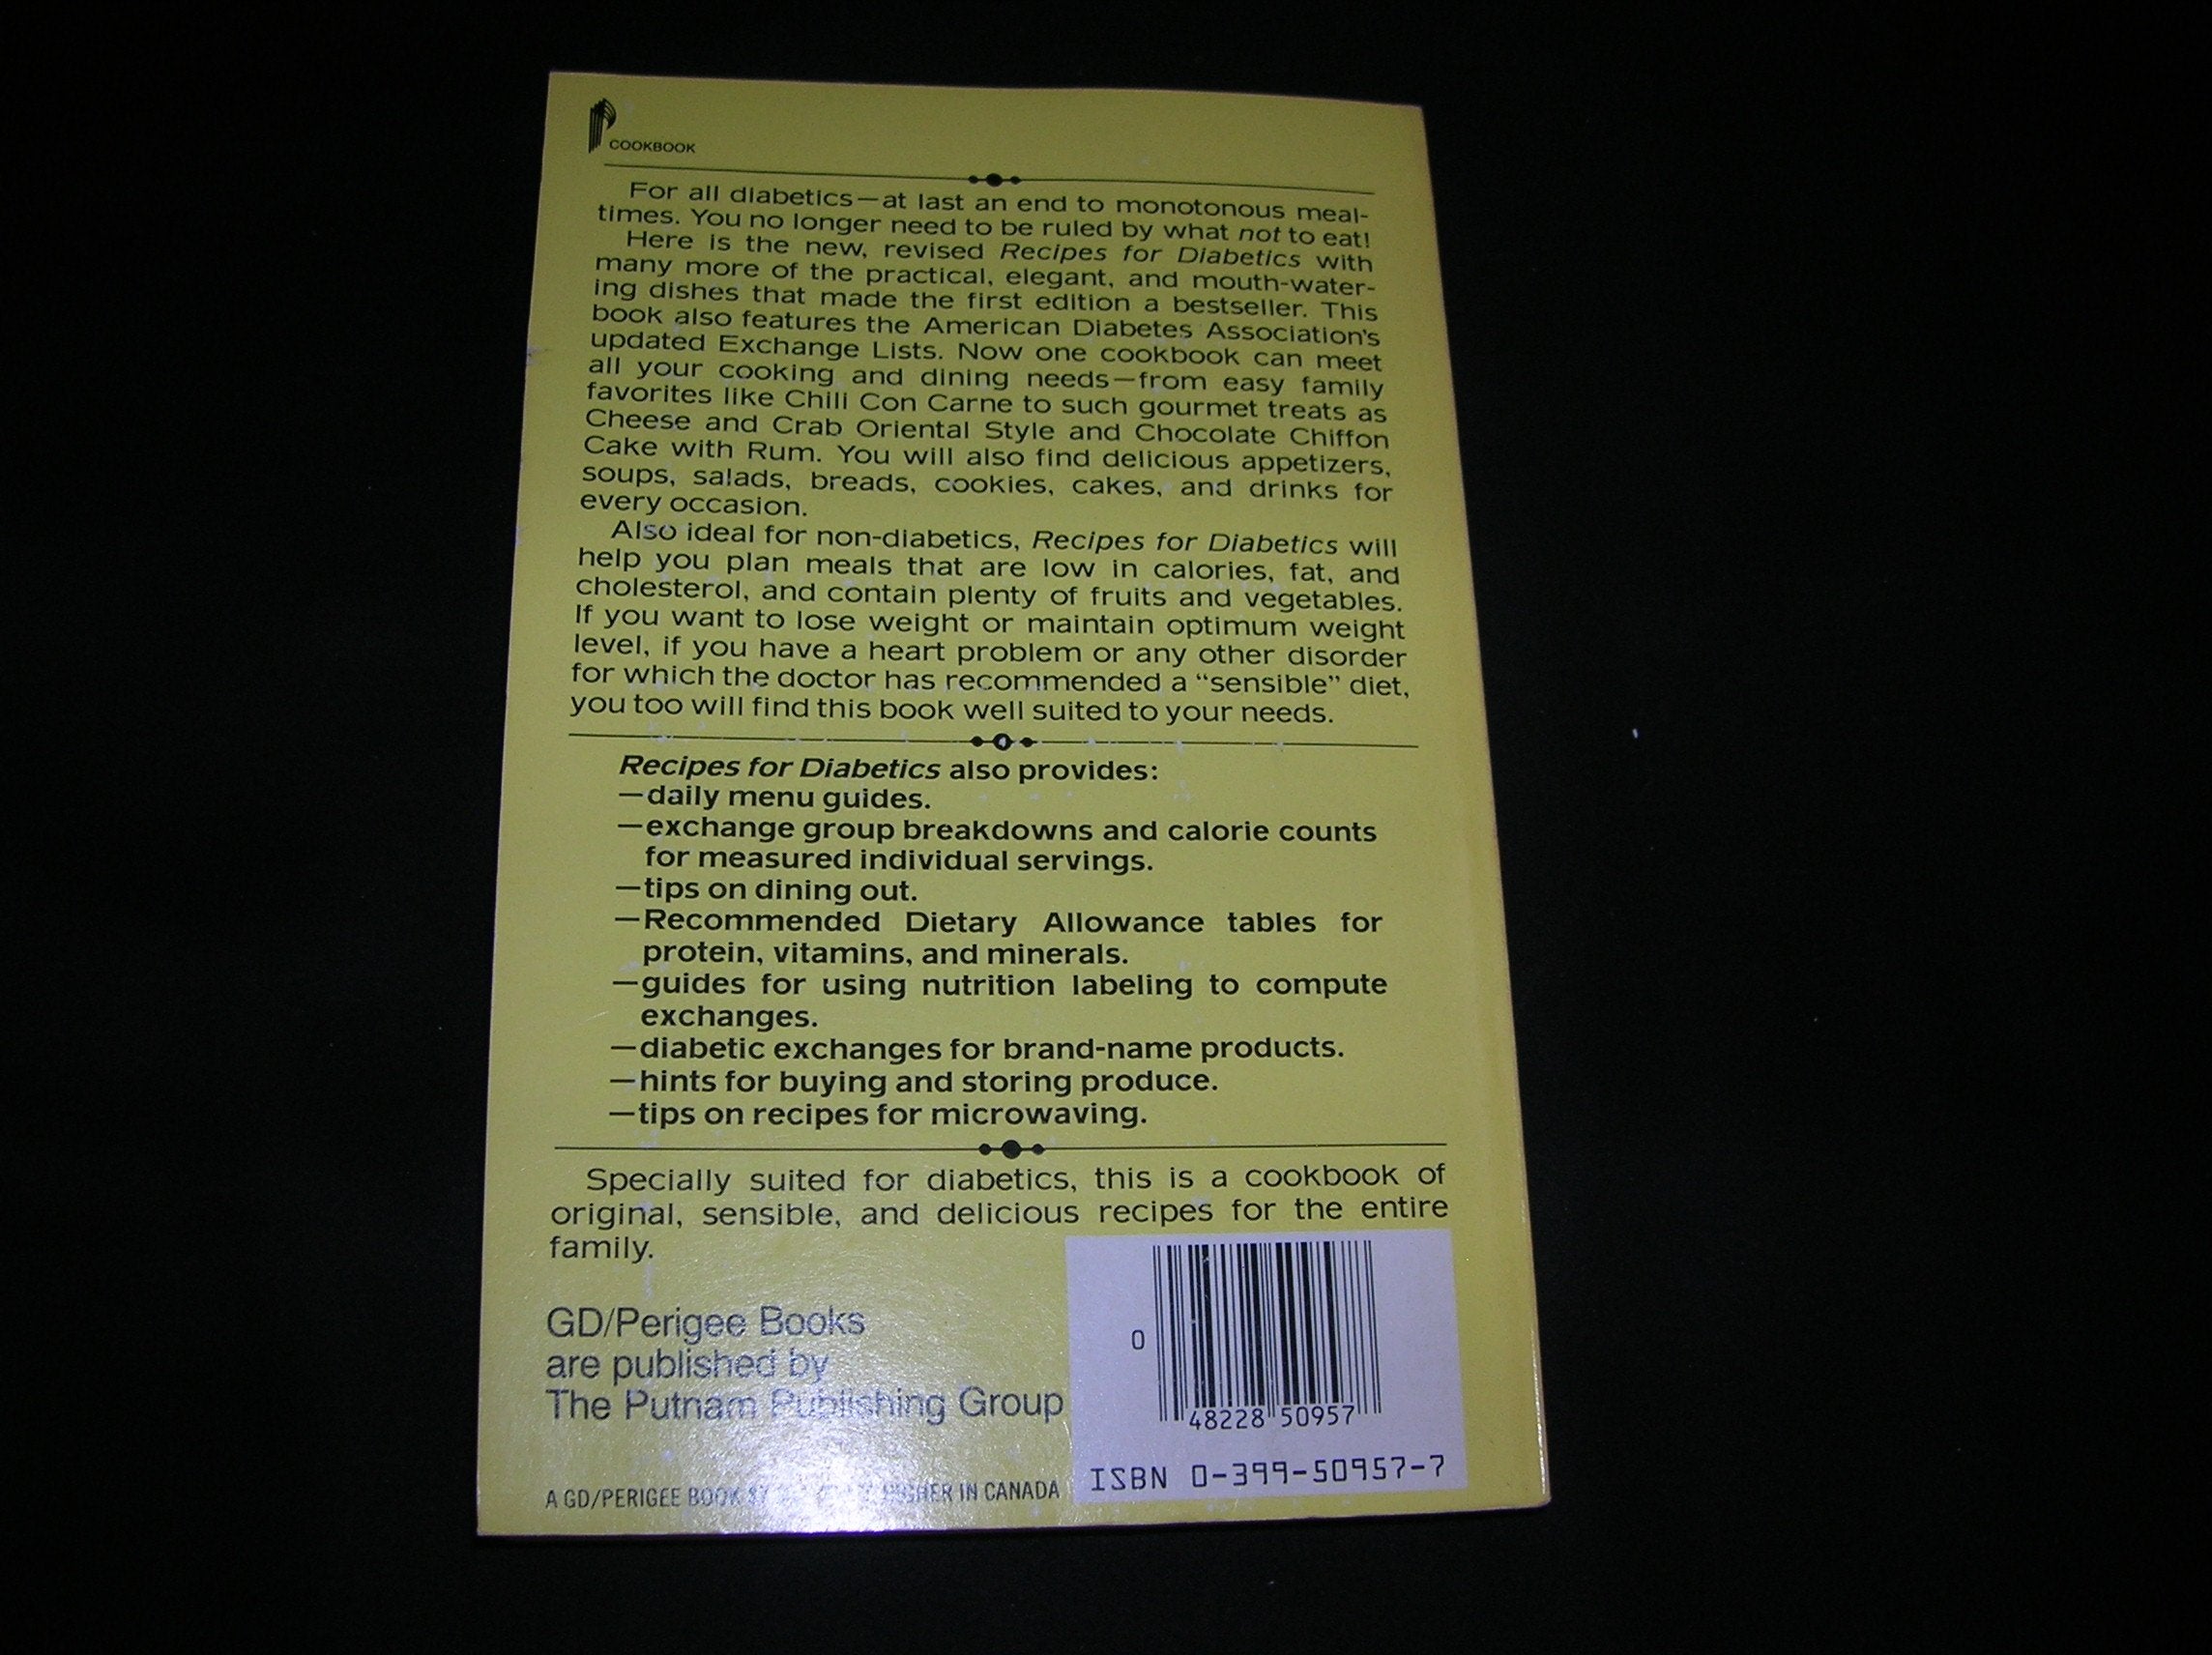 COOKBOOK
For all diabetics—at last an end to monotonous meal-
times. You no longer need to be ruled by what not to eat!
Here is the new, revised Recipes for Diabetics with
many more of the practical, elegant, and mouth-water-
ing dishes that made the first edition a bestseller. This
book also features the American Diabetes Association's
updated Exchange Lists. Now one cookbook can meet
all your cooking and dining needs—from easy family
favorites like Chili Con Carne to such gourmet treats as
Cheese and Crab Oriental Style and Chocolate Chiffon
Cake with Rum. You will also find delicious appetizers,
soups, salads, breads, cookies, cakes, and drinks for
every occasion.
Also ideal for non-diabetics, Recipes for Diabetics will
help you plan meals that are low in calories, fat, and
cholesterol, and contain plenty of fruits and vegetables.
If you want to lose weight or maintain optimum weight
level, if you have a heart problem or any other disorder
for which the doctor has recommended a “sensible” diet,
you too will find this book well suited to your needs.
Recipes for Diabetics also provides:
—daily menu guides.
—exchange group breakdowns and calorie counts
for measured individual servings.
—tips on dining out.
—Recommended Dietary Allowance tables for
protein, vitamins, and minerals.
—guides for using nutrition labeling to compute
exchanges.
—diabetic exchanges for brand-name products.
—hints for buying and storing produce.
—tips on recipes for microwaving.
Specially suited for diabetics, this is a cookbook of
original, sensible, and delicious recipes for the entire
family.
GD/Perigee Books
are published by
The Putnam Publishing Group
0
48228 50957
ISBN 0-399-50957-7
A GD/PERIGEE BOOK IN CANADA